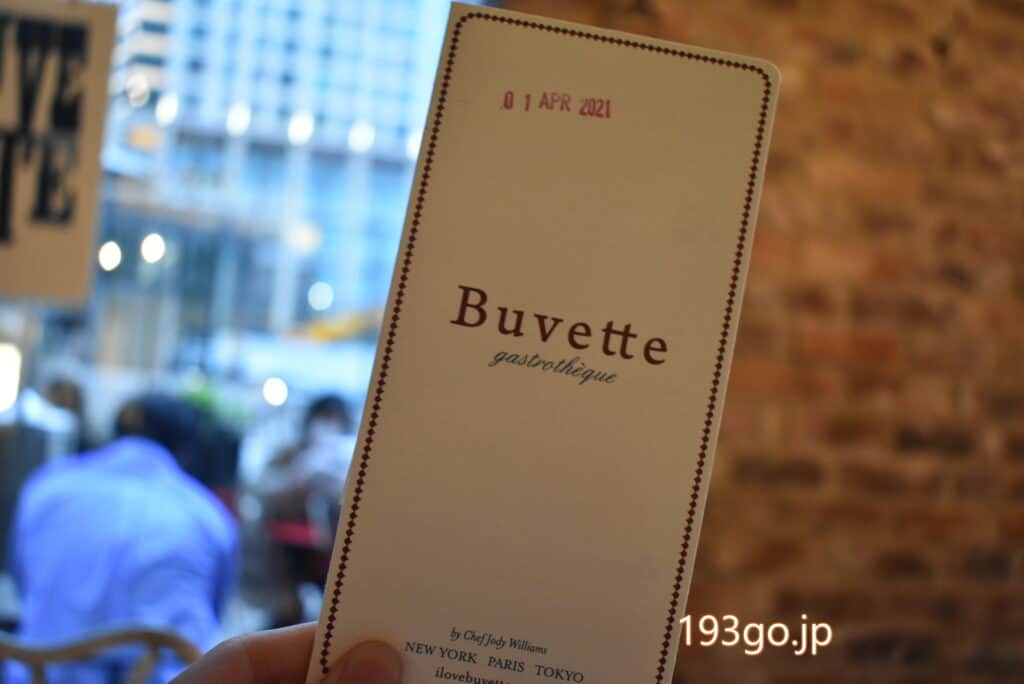 01 APR 2021
Buvette
gastrothèque
by Chef Jody Williams
NEW YORK PARIS TOKYO
193go.jp